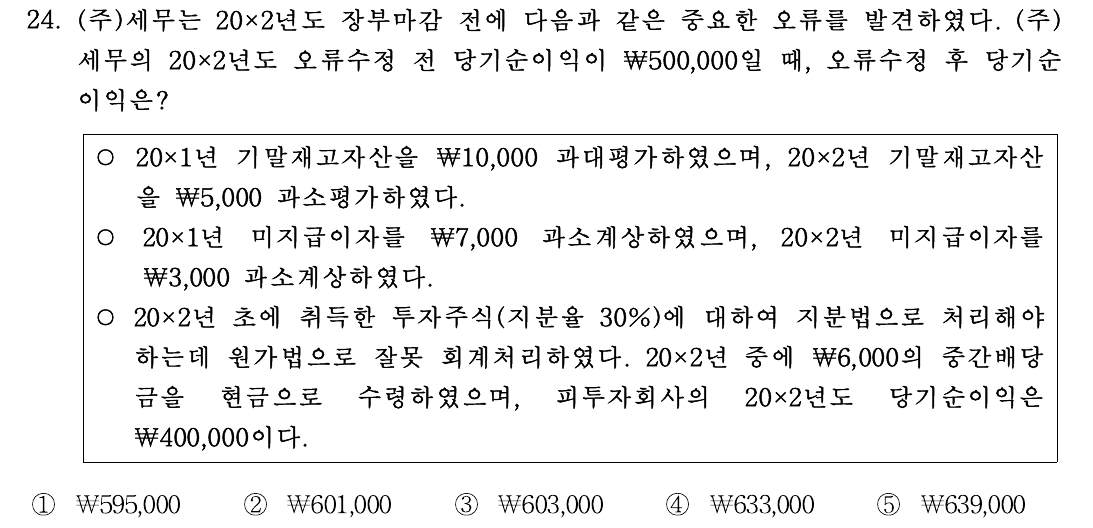 24. (주)세무는 20×2년도 장부마감 전에 다음과 같은 중요한 오류를 발견하였다. (주)
세무의 20×2년도 오류수정 전 당기순이익이 ₩500,000일 때, 오류수정 후 당기순
이익은?
○ 20×1년 기말재고자산을 ₩10,000 과대평가하였으며, 20×2년 기말재고자산
을 ₩5,000 과소평가하였다.
○ 20×1년 미지급이자를 ₩7,000 과소계상하였으며, 20×2년 미지급이자를
₩3,000 과소계상하였다.
○ 20×2년 초에 취득한 투자주식(지분율 30%)에 대하여 지분법으로 처리해야
하는데 원가법으로 잘못 회계처리하였다. 20×2년 중에 ₩6,000의 중간배당
금을 현금으로 수령하였으며, 피투자회사의 20×2년도 당기순이익은
₩400,000이다.
① ₩595,000 ② ₩601,000 ③ ₩603,000 ④ ₩633,000 ⑤ ₩639,000